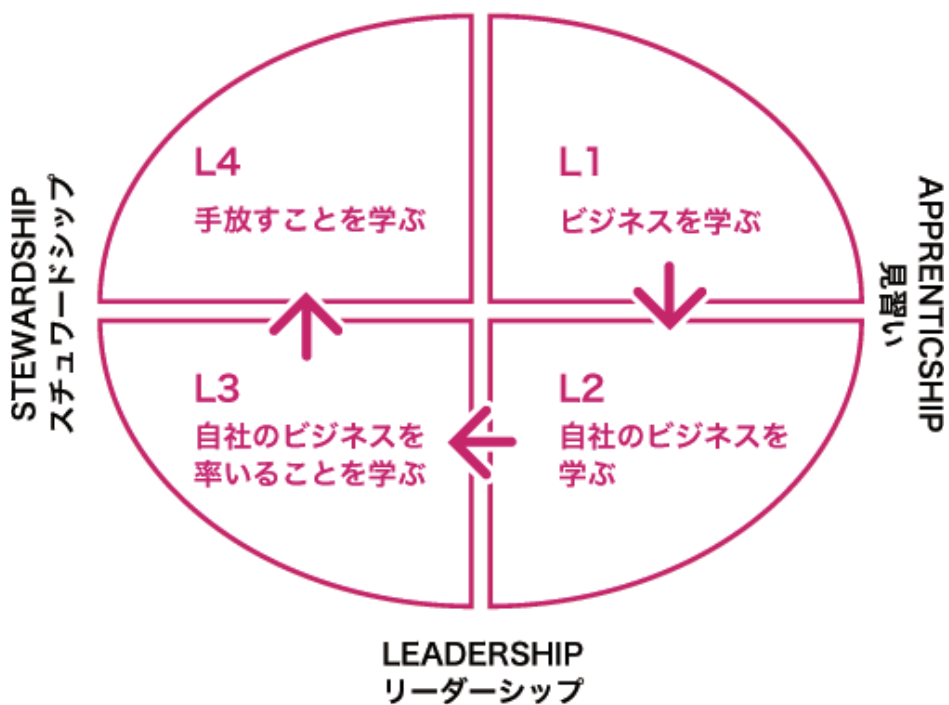 L4
手放すことを学ぶ
L1
ビジネスを学ぶ
L3
自社のビジネスを
率いることを学ぶ
L2
自社のビジネスを
学ぶ
STEWARDSHIP
スチュワードシップ
APPRENTICSHIP
見習い
LEADERSHIP
リーダーシップ